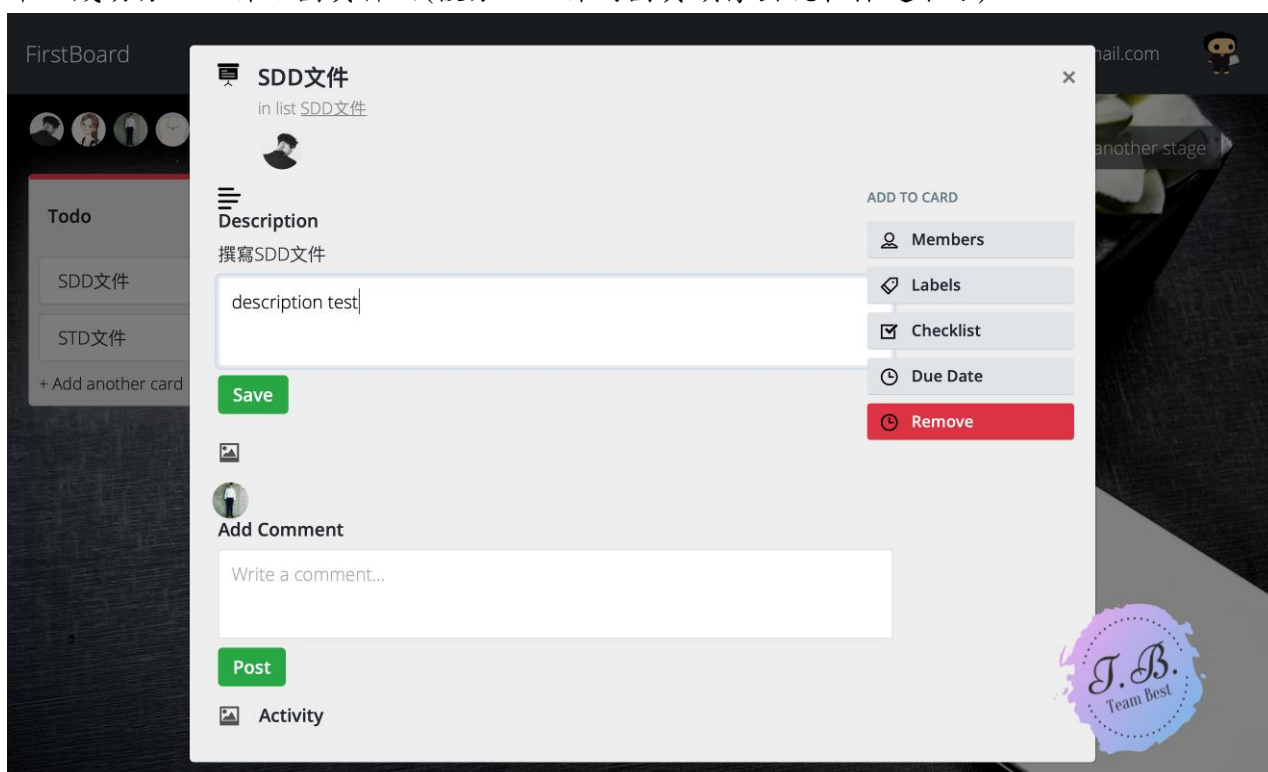 FirstBoard
SDD文件
in list SDD文件
×
another stage
Todo
SDD文件
STD文件
+ Add another card
Description
撰寫SDD文件
description test
Save
ADD TO CARD
Members
Labels
Checklist
Due Date
Remove
Add Comment
Write a comment...
Post
Activity
T.B.
Team Best